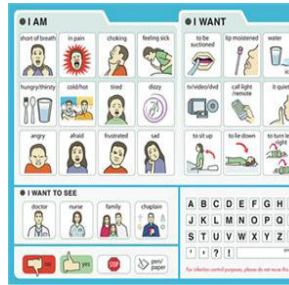 I AM
short of breath in pain choking feeling sick
hungry/thirsty cold/hot tired dizzy
angry afraid frustrated sad
I WANT
to be suctioned lip moistened water
tv/video/dvd call light /remote it quiet
to sit up to lie down to turn le
right
I WANT TO SEE
doctor nurse family chaplain
no yes STOP pen/ paper
A B C D E F G H
J K L M N O P Q
S T U V W X Y Z
' , ? !
For infection control purposes, please do not reuse this